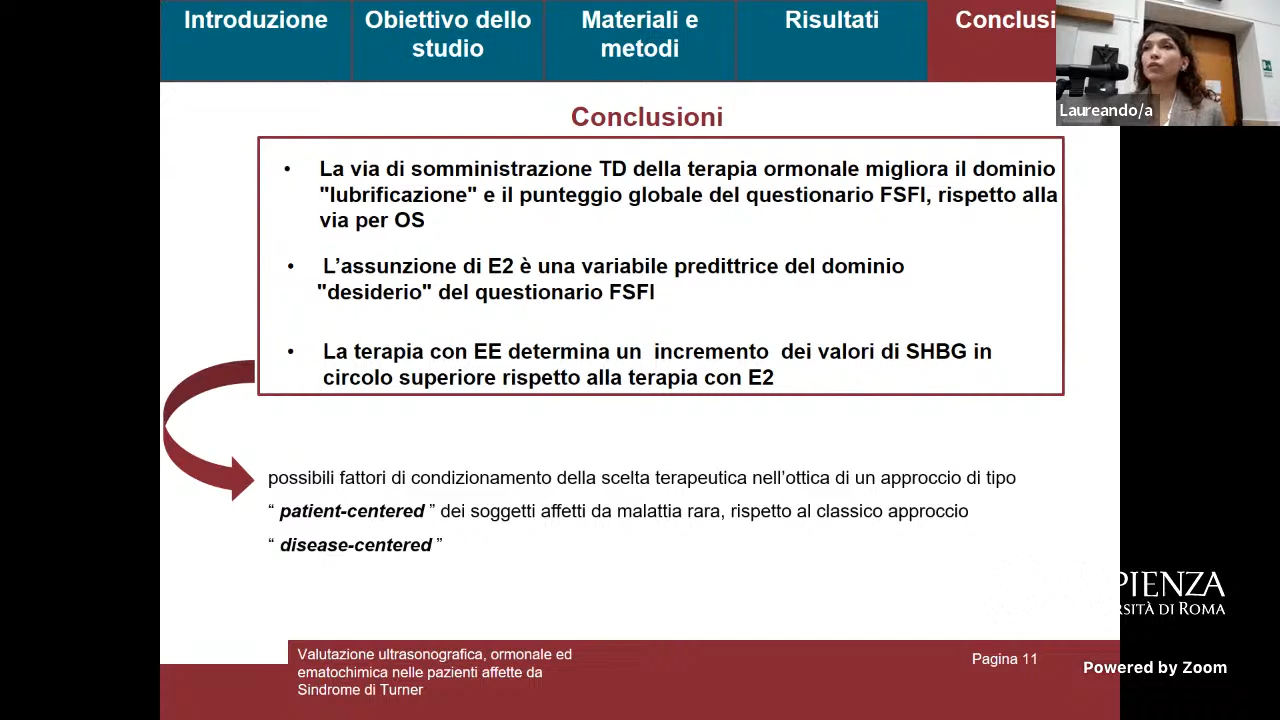 Introduzione
Obiettivo dello
studio
Materiali e
metodi
Risultati
Conclusi
Laureando/a
Conclusioni
• La via di somministrazione TD della terapia ormonale migliora il dominio
"lubrificazione" e il punteggio globale del questionario FSFI, rispetto alla
via per OS
• L’assunzione di E2 è una variabile predittrice del dominio
"desiderio" del questionario FSFI
• La terapia con EE determina un incremento dei valori di SHBG in
circolo superiore rispetto alla terapia con E2
possibili fattori di condizionamento della scelta terapeutica nell’ottica di un approccio di tipo
“ patient-centered ” dei soggetti affetti da malattia rara, rispetto al classico approccio
“ disease-centered ”
PIENZA
RSITÀ DI ROMA
Valutazione ultrasonografica, ormonale ed
ematochimica nelle pazienti affette da
Sindrome di Turner
Pagina 11
Powered by Zoom